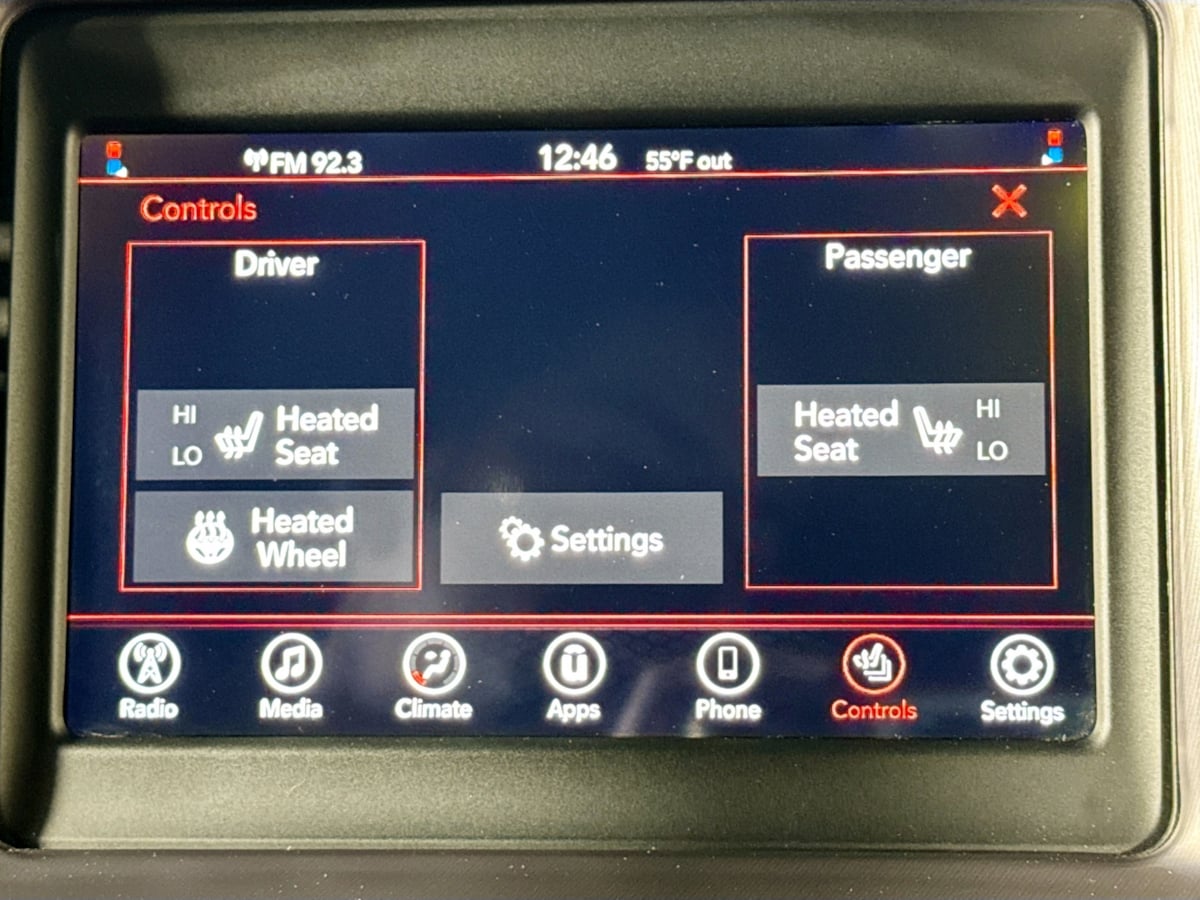 FM 92.3 12:46 55°F out
Controls
Driver
HI
LO
Heated
Seat
Heated
Wheel
Settings
Passenger
Heated
Seat
HI
LO
Radio Media Climate Apps Phone Controls Settings